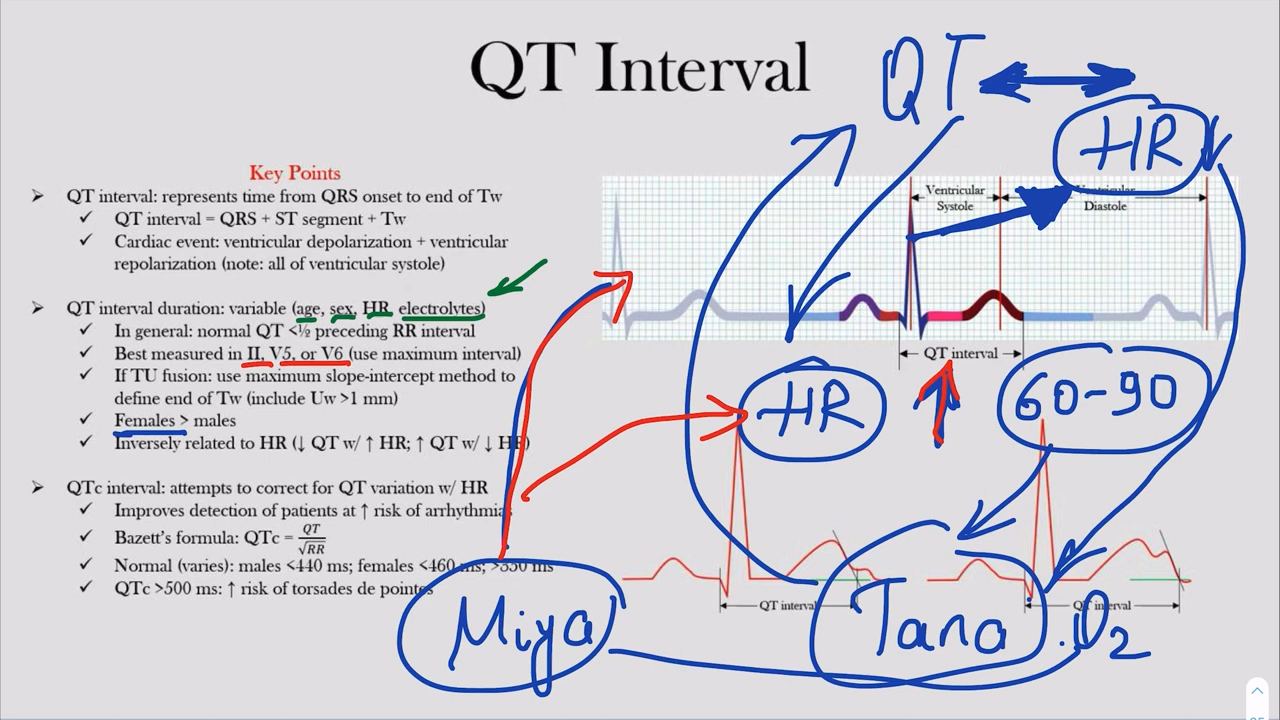 QT Interval
Key Points
➢ QT interval: represents time from QRS onset to end of Tw
✓ QT interval = QRS + ST segment + Tw
✓ Cardiac event: ventricular depolarization + ventricular
repolarization (note: all of ventricular systole)
➢ QT interval duration: variable (age, sex, HR, electrolytes)
✓ In general: normal QT <½ preceding RR interval
✓ Best measured in II, V5, or V6 (use maximum interval)
✓ If TU fusion: use maximum slope-intercept method to
define end of Tw (include Uw >1 mm)
✓ Females > males
✓ Inversely related to HR (↓ QT w/ ↑ HR; ↑ QT w/ ↓ HR)
➢ QTc interval: attempts to correct for QT variation w/ HR
✓ Improves detection of patients at ↑ risk of arrhythmias
✓ Bazett's formula: QTc = QT/√RR
✓ Normal (varies): males <440 ms; females <460 ms; >350 ms
✓ QTc >500 ms: ↑ risk of torsades de pointes
QT
HR
Ventricular
Systole
Ventricular
Diastole
QT interval
HR
60-90
QT interval
QT interval
Miya
Tana
O2